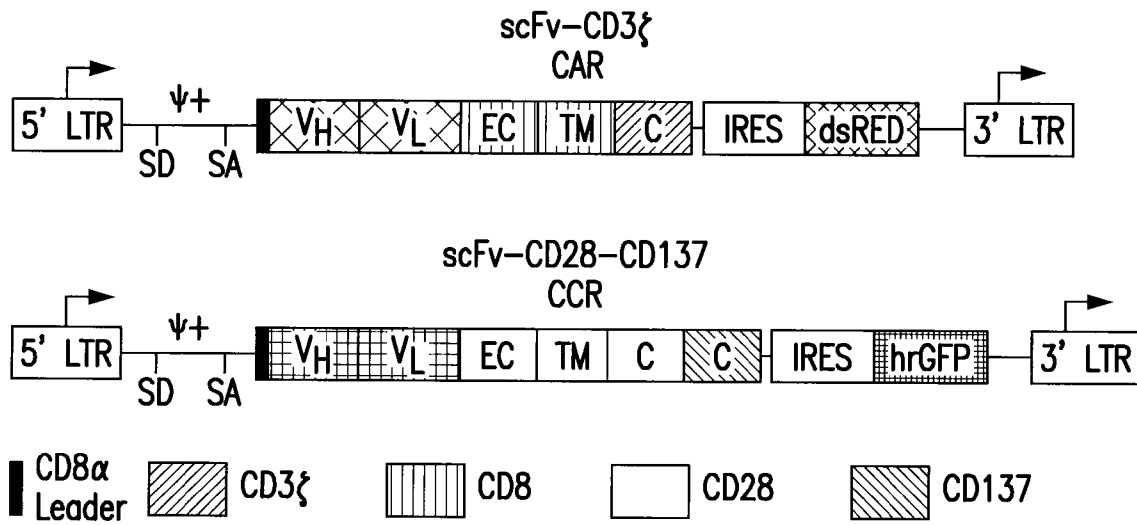 scFv-CD3ζ
CAR
5' LTR ψ+ SD SA V_H V_L EC TM C IRES dsRED 3' LTR
scFv-CD28-CD137
CCR
5' LTR ψ+ SD SA V_H V_L EC TM C C IRES hrGFP 3' LTR
CD8α Leader CD3ζ CD8 CD28 CD137